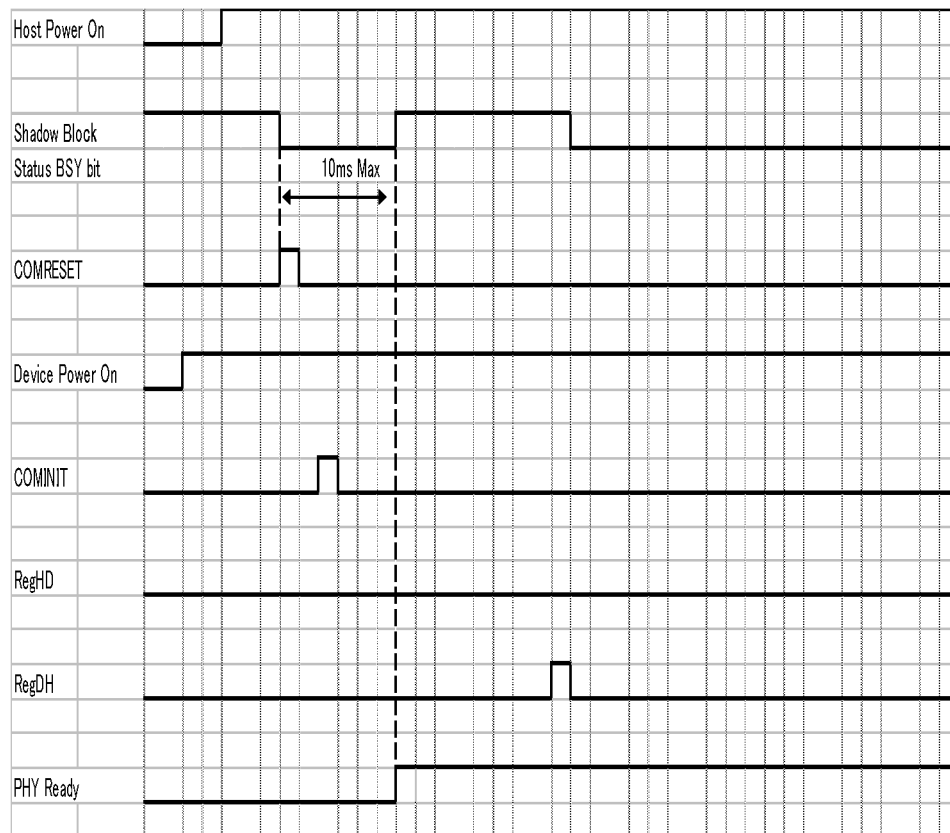 Host Power On
Shadow Block
Status BSY bit
10ms Max
COMRESET
Device Power On
COMINIT
RegHD
RegDH
PHY Ready